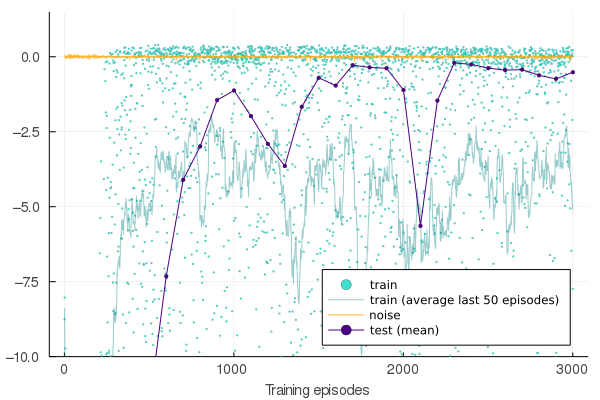 0.0
−2.5
−5.0
−7.5
−10.0
0
1000
2000
3000
Training episodes
train
train (average last 50 episodes)
noise
test (mean)